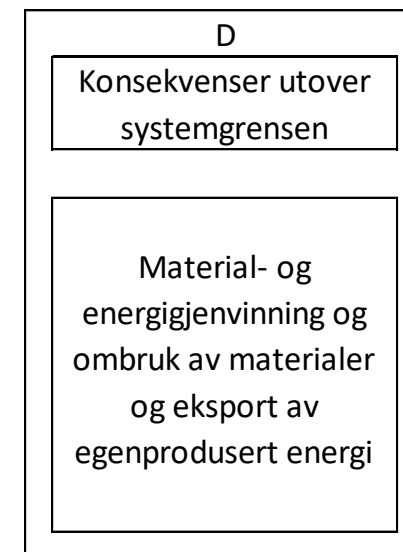 D
Konsekvenser utover
systemgrensen
Material- og
energigjenvinning og
ombruk av materialer
og eksport av
egenprodusert energi